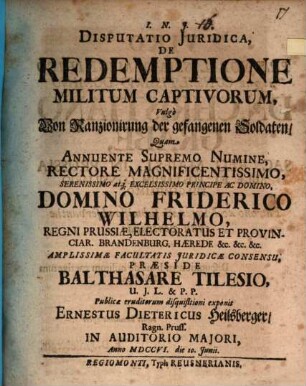 I. N. J.
DISPUTATIO JURIDICA,
DE
REDEMPTIONE
MILITUM CAPTIVORUM,
Vulgò
Von Ranzionirung der gefangenen Soldaten/
Quam
ANNUENTE SUPREMO NUMINE,
RECTORE MAGNIFICENTISSIMO,
SERENISSIMO atq; EXCELSISSIMO PRINCIPE AC DOMINO,
DOMINO FRIDERICO
WILHELMO,
REGNI PRUSSIÆ, ELECTORATUS ET PROVIN-
CIAR. BRANDENBURG, HÆREDE &c. &c. &c.
AMPLISSIMÆ FACULTATIS JURIDICÆ CONSENSU,
PRÆSIDE
BALTHASARE TILESIO,
U. J. L. & P. P.
Publicæ eruditorum disquisitioni exponit
ERNESTUS DIETERICUS Heilsberger/
Ragn. Pruss.
IN AUDITORIO MAJORI,
Anno MDCCVI. die 10. Junii.
REGIOMONTI, Typis REUSNERIANIS.